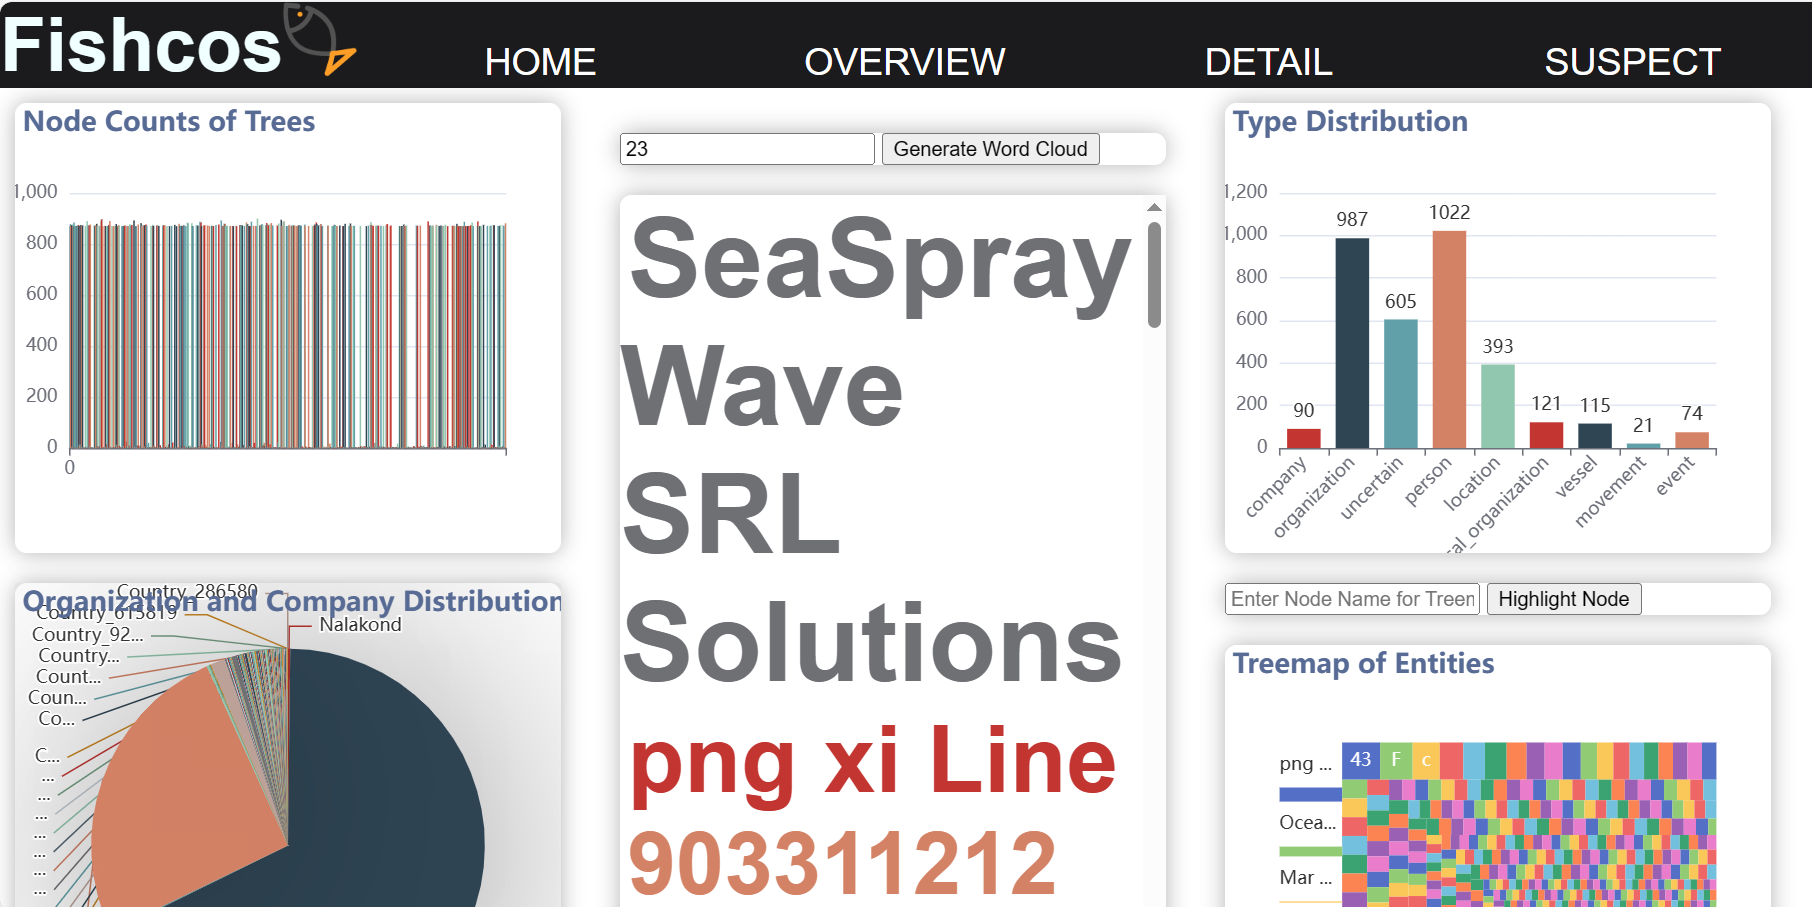 Fishcos
HOME
OVERVIEW
DETAIL
SUSPECT
Node Counts of Trees
1,000
800
600
400
200
0
0
Organization and Company Distribution
Country_286580
Country_615819
Country_92...
Country...
Count...
Coun...
Co...
C...
...
...
...
...
...
...
...
Nalakond
23
Generate Word Cloud
SeaSpray
Wave
SRL
Solutions
png xi Line
903311212
Type Distribution
1,200
1,000
800
600
400
200
0
90
987
605
1022
393
121
115
21
74
company
organization
uncertain
person
location
cal_organization
vessel
movement
event
Enter Node Name for Treem
Highlight Node
Treemap of Entities
png ...
43
F
c
Ocea...
Mar ...